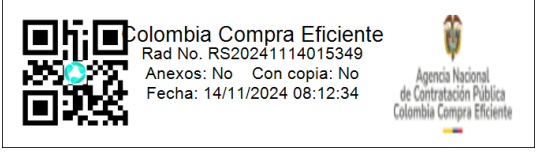 Colombia Compra Eficiente
Rad No. RS20241114015349
Anexos: No Con copia: No
Fecha: 14/11/2024 08:12:34
Agencia Nacional
de Contratación Pública
Colombia Compra Eficiente